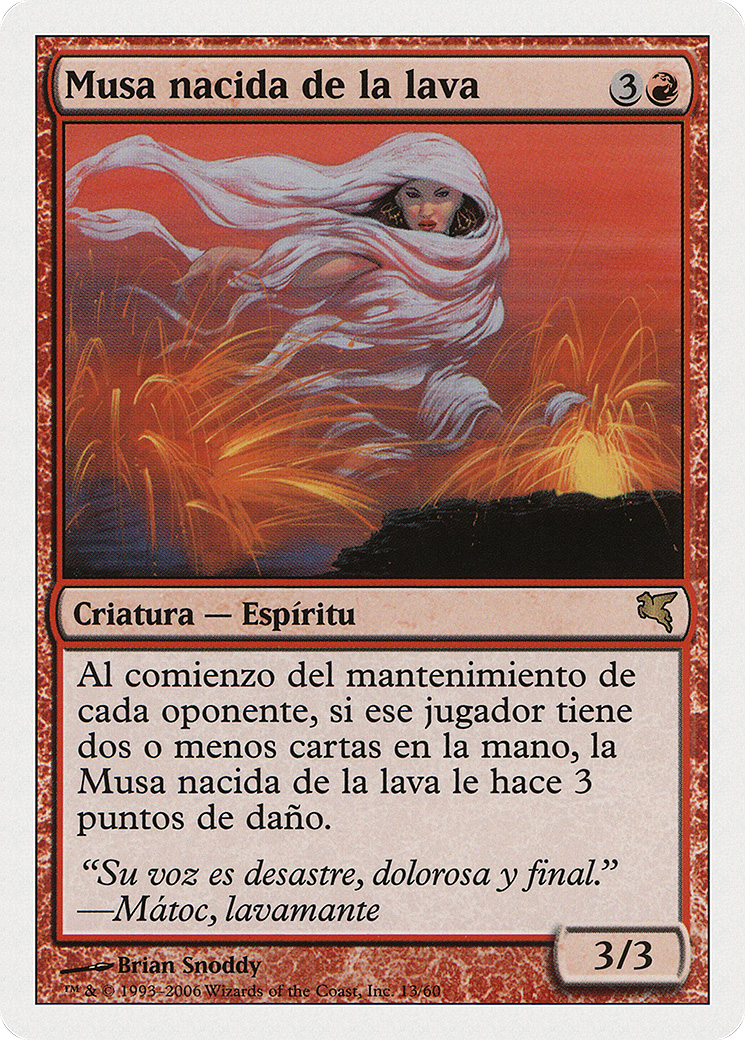 Musa nacida de la lava
3
Criatura — Espíritu
Al comienzo del mantenimiento de
cada oponente, si ese jugador tiene
dos o menos cartas en la mano, la
Musa nacida de la lava le hace 3
puntos de daño.
“Su voz es desastre, dolorosa y final.”
—Mátoc, lavamante
3/3
Brian Snoddy
™ & © 1993–2006 Wizards of the Coast, Inc. 13/60